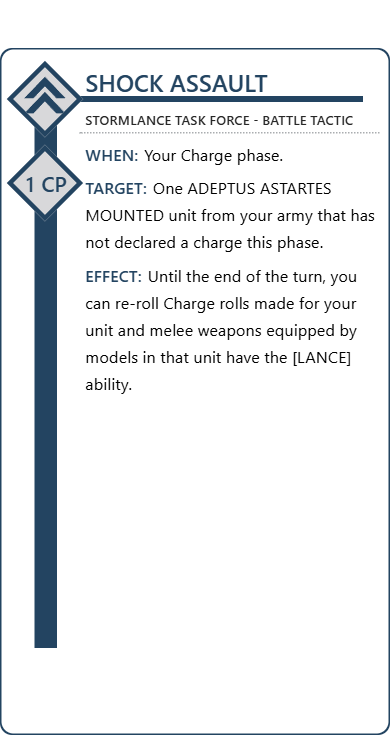 SHOCK ASSAULT
STORMLANCE TASK FORCE - BATTLE TACTIC
WHEN: Your Charge phase.
1 CP
TARGET: One ADEPTUS ASTARTES
MOUNTED unit from your army that has
not declared a charge this phase.
EFFECT: Until the end of the turn, you
can re-roll Charge rolls made for your
unit and melee weapons equipped by
models in that unit have the [LANCE]
ability.